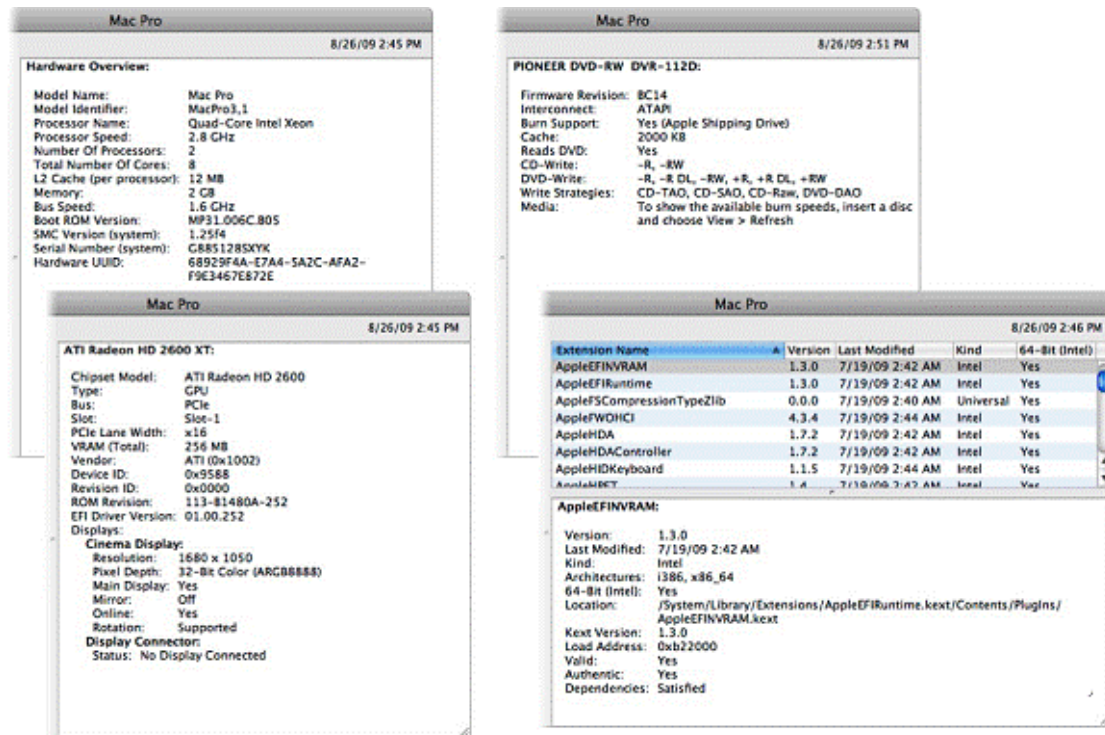 Mac Pro
8/26/09 2:45 PM
Hardware Overview:
Model Name: Mac Pro
Model Identifier: MacPro3,1
Processor Name: Quad-Core Intel Xeon
Processor Speed: 2.8 GHz
Number Of Processors: 2
Total Number Of Cores: 8
L2 Cache (per processor): 12 MB
Memory: 2 GB
Bus Speed: 1.6 GHz
Boot ROM Version: MP31.006C.B05
SMC Version (system): 1.25f4
Serial Number (system): G88512BSXYK
Hardware UUID: 68929F4A-E7A4-5A2C-AFA2-
F9E3467E872E
Mac Pro
8/26/09 2:51 PM
PIONEER DVD-RW DVR-112D:
Firmware Revision: BC14
Interconnect: ATAPI
Burn Support: Yes (Apple Shipping Drive)
Cache: 2000 KB
Reads DVD: Yes
CD-Write: -R, -RW
DVD-Write: -R, -R DL, -RW, +R, +R DL, +RW
Write Strategies: CD-TAO, CD-SAO, CD-Raw, DVD-DAO
Media: To show the available burn speeds, insert a disc
and choose View > Refresh
Mac Pro
8/26/09 2:45 PM
ATI Radeon HD 2600 XT:
Chipset Model: ATI Radeon HD 2600
Type: GPU
Bus: PCIe
Slot: Slot-1
PCIe Lane Width: x16
VRAM (Total): 256 MB
Vendor: ATI (0x1002)
Device ID: 0x9588
Revision ID: 0x0000
ROM Revision: 113-B1480A-252
EFI Driver Version: 01.00.252
Displays:
Cinema Display:
Resolution: 1680 x 1050
Pixel Depth: 32-Bit Color (ARGB8888)
Main Display: Yes
Mirror: Off
Online: Yes
Rotation: Supported
Display Connector:
Status: No Display Connected
Mac Pro
8/26/09 2:46 PM
Extension Name Version Last Modified Kind 64-Bit (Intel)
AppleEFINVRAM 1.3.0 7/19/09 2:42 AM Intel Yes
AppleEFIRuntime 1.3.0 7/19/09 2:42 AM Intel Yes
AppleFSCompressionTypeZlib 0.0.0 7/19/09 2:40 AM Universal Yes
AppleFWOHCI 4.3.4 7/19/09 2:44 AM Intel Yes
AppleHDA 1.7.2 7/19/09 2:42 AM Intel Yes
AppleHDAController 1.7.2 7/19/09 2:42 AM Intel Yes
AppleHIDKeyboard 1.1.5 7/19/09 2:44 AM Intel Yes
AppleHPET 1.4 7/19/09 2:42 AM Intel Yes
AppleEFINVRAM:
Version: 1.3.0
Last Modified: 7/19/09 2:42 AM
Kind: Intel
Architectures: i386, x86_64
64-Bit (Intel): Yes
Location: /System/Library/Extensions/AppleEFIRuntime.kext/Contents/PlugIns/
AppleEFINVRAM.kext
Kext Version: 1.3.0
Load Address: 0xb22000
Valid: Yes
Authentic: Yes
Dependencies: Satisfied